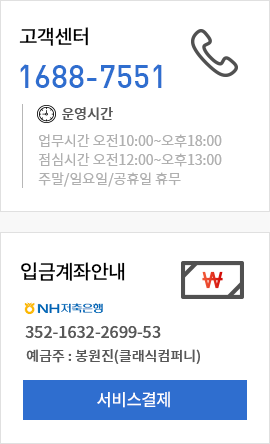 고객센터
1688-7551
운영시간
업무시간 오전10:00~오후18:00
점심시간 오전12:00~오후13:00
주말/일요일/공휴일 휴무
입금계좌안내
₩
NH저축은행
352-1632-2699-53
예금주 : 봉원진(클래식컴퍼니)
서비스결제